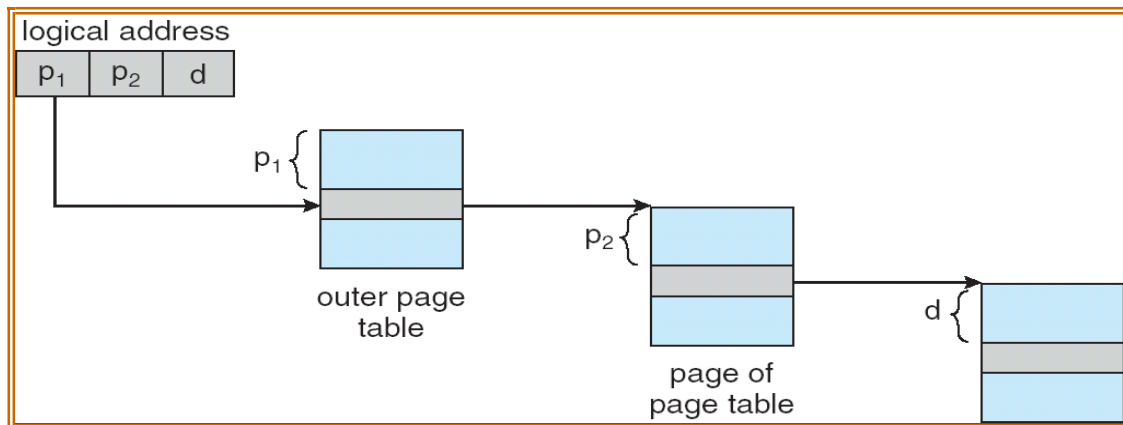 logical address
p₁ p₂ d
p₁
outer page
table
p₂
page of
page table
d